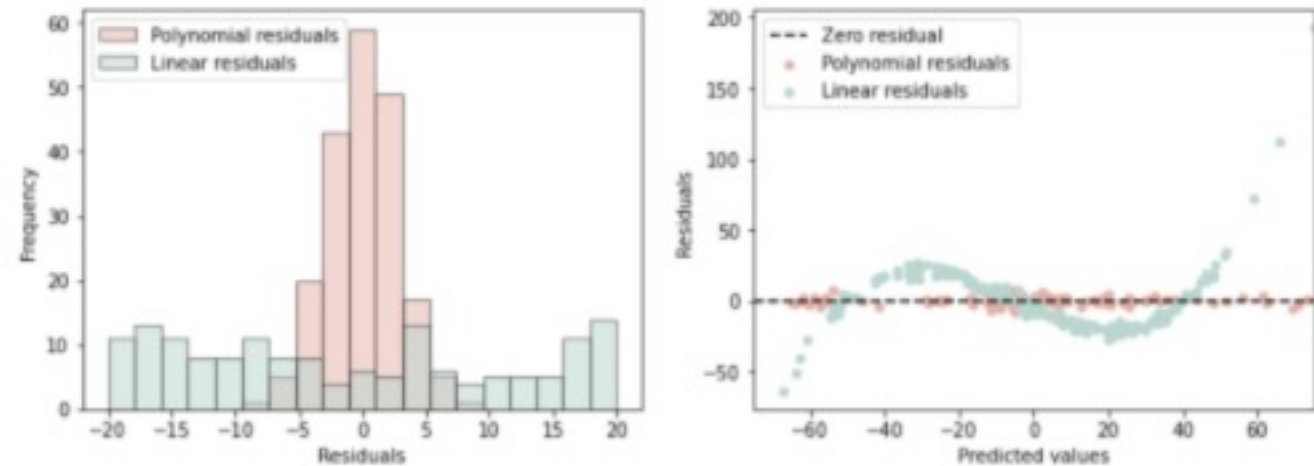 60
50
40
30
20
10
0
Frequency
Polynomial residuals
Linear residuals
−20 −15 −10 −5 0 5 10 15 20
Residuals
200
150
100
50
0
−50
Residuals
Zero residual
Polynomial residuals
Linear residuals
−60 −40 −20 0 20 40 60
Predicted values